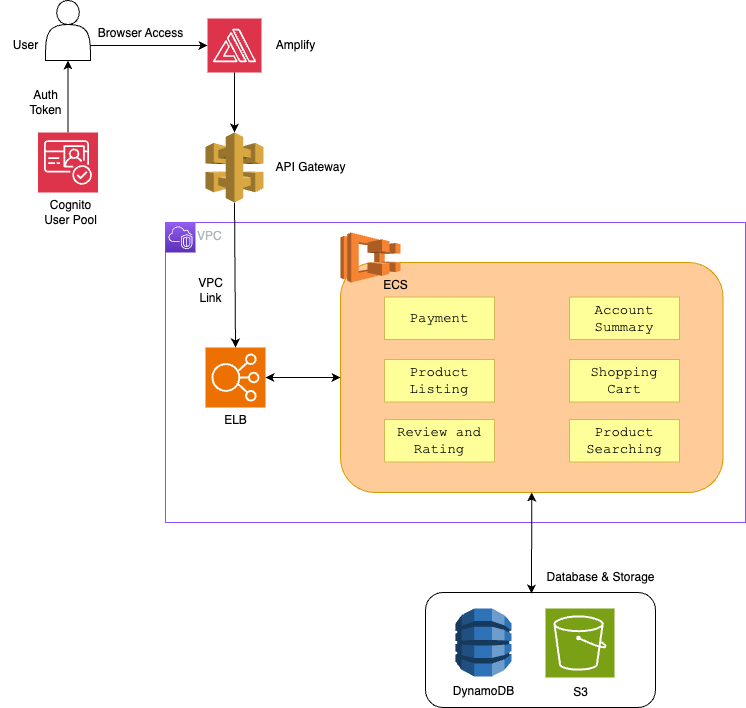 User
Browser Access
Amplify
Auth
Token
Cognito
User Pool
API Gateway
VPC
VPC
Link
ELB
ECS
Payment
Account
Summary
Product
Listing
Shopping
Cart
Review and
Rating
Product
Searching
Database & Storage
DynamoDB
S3